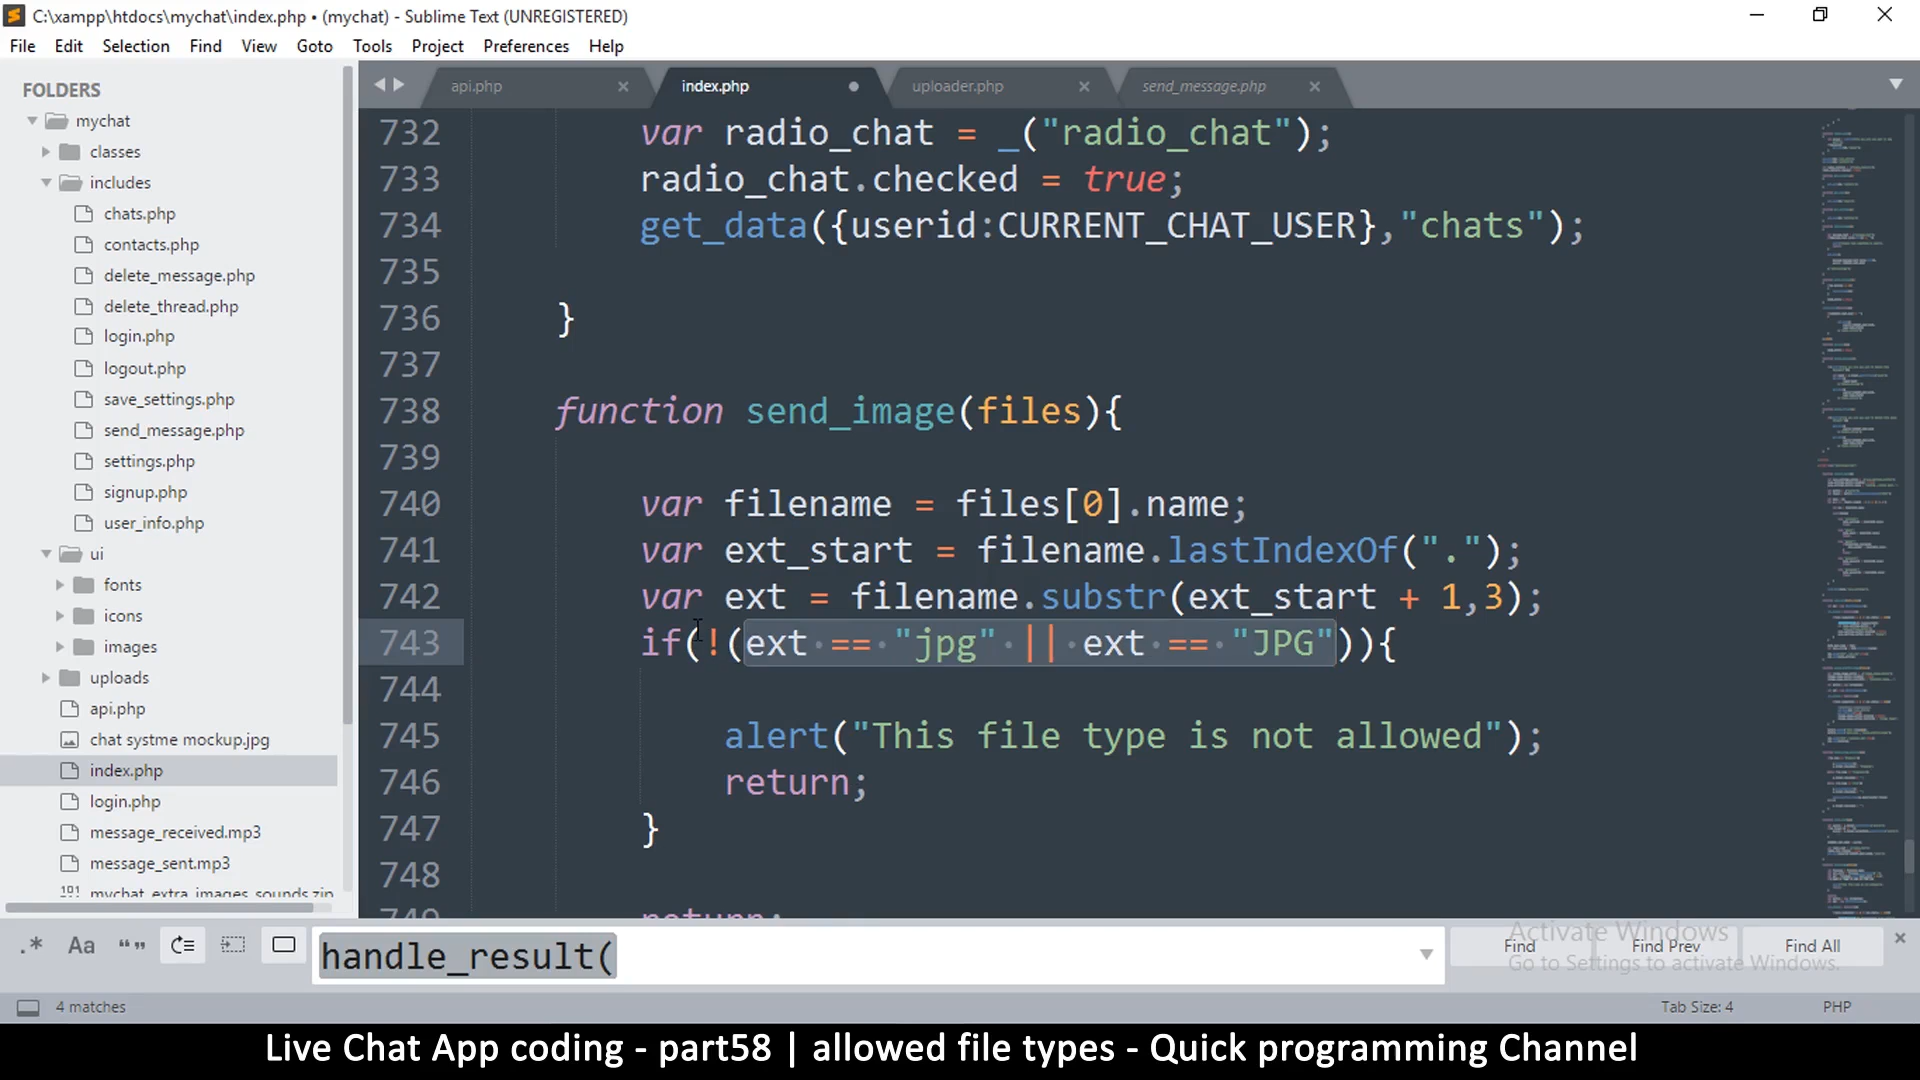 C:\xampp\htdocs\mychat\index.php • (mychat) - Sublime Text (UNREGISTERED)
File Edit Selection Find View Goto Tools Project Preferences Help
FOLDERS
mychat
classes
includes
chats.php
contacts.php
delete_message.php
delete_thread.php
login.php
logout.php
save_settings.php
send_message.php
settings.php
signup.php
user_info.php
ui
fonts
icons
images
uploads
api.php
chat systme mockup.jpg
index.php
login.php
message_received.mp3
message_sent.mp3
mychat_extra_images_sounds.zip
api.php index.php uploader.php send_message.php
732 var radio_chat = _("radio_chat");
733 radio_chat.checked = true;
734 get_data({userid:CURRENT_CHAT_USER},"chats");
735
736 }
737
738 function send_image(files){
739
740 var filename = files[0].name;
741 var ext_start = filename.lastIndexOf(".");
742 var ext = filename.substr(ext_start + 1,3);
743 if(!(ext == "jpg" || ext == "JPG")){
744
745 alert("This file type is not allowed");
746 return;
747 }
748
749 return;
.* Aa “” handle_result( Find Find Prev Find All
Activate Windows
Go to Settings to activate Windows.
4 matches Tab Size: 4 PHP
Live Chat App coding - part58 | allowed file types - Quick programming Channel